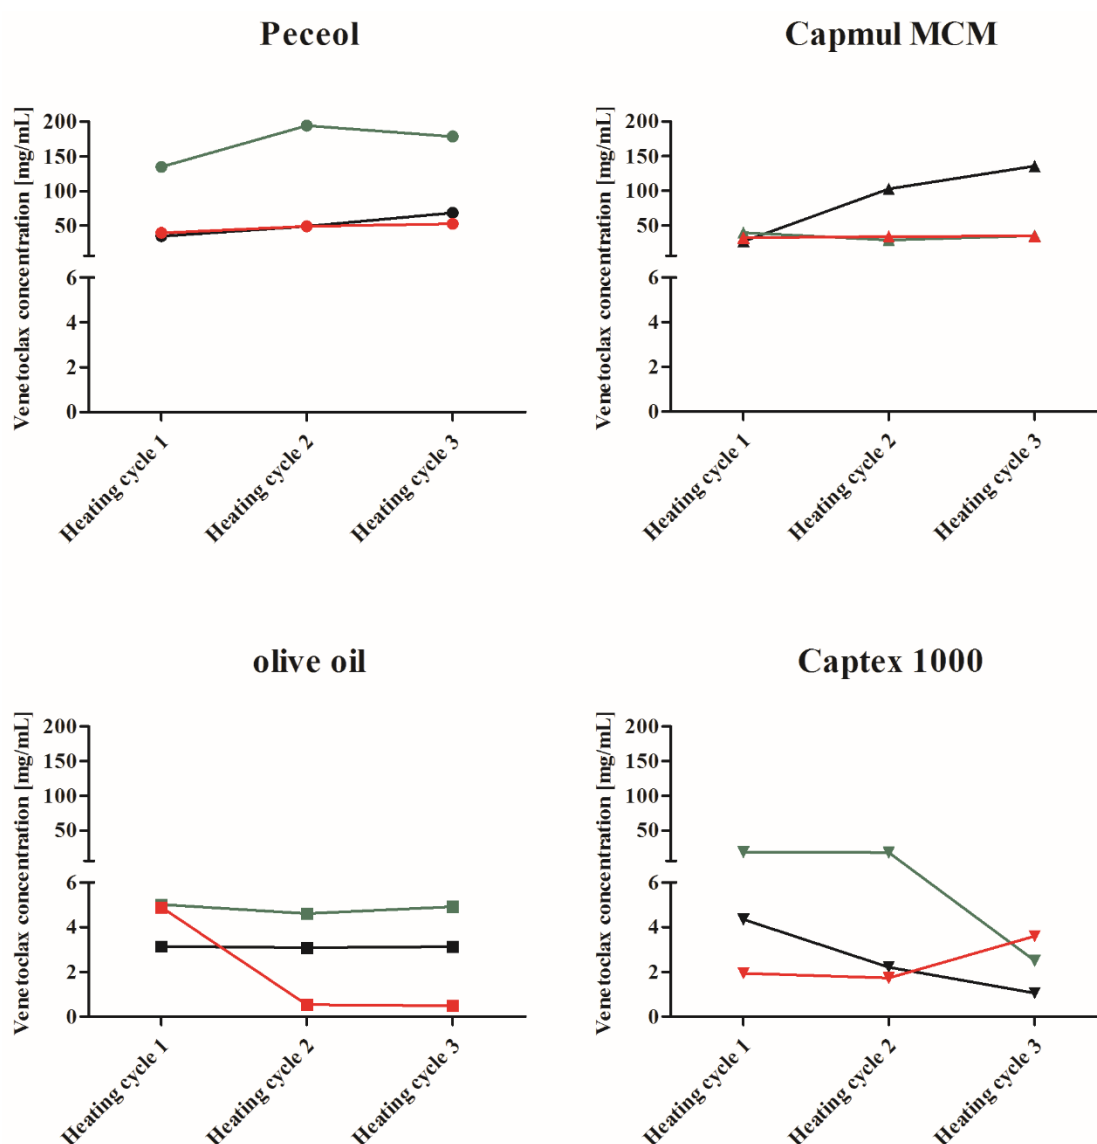 Peceol
Venetoclax concentration [mg/mL]
200
150
100
50
6
4
2
0
Heating cycle 1
Heating cycle 2
Heating cycle 3
Capmul MCM
Venetoclax concentration [mg/mL]
200
150
100
50
6
4
2
0
Heating cycle 1
Heating cycle 2
Heating cycle 3
olive oil
Venetoclax concentration [mg/mL]
200
150
100
50
6
4
2
0
Heating cycle 1
Heating cycle 2
Heating cycle 3
Captex 1000
Venetoclax concentration [mg/mL]
200
150
100
50
6
4
2
0
Heating cycle 1
Heating cycle 2
Heating cycle 3